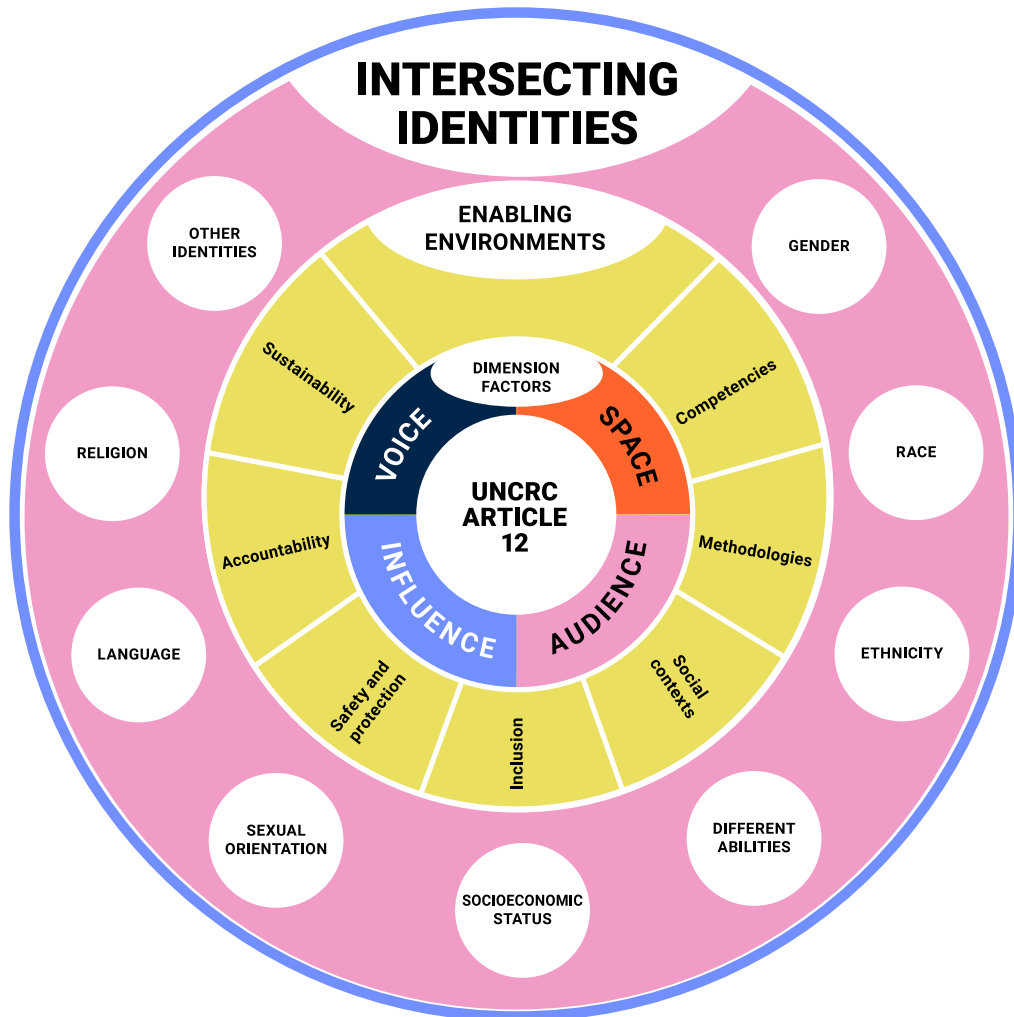 INTERSECTING
IDENTITIES
ENABLING
ENVIRONMENTS
DIMENSION
FACTORS
VOICE
SPACE
INFLUENCE
AUDIENCE
UNCRC
ARTICLE
12
Competencies
Methodologies
Social
contexts
Inclusion
Safety and
protection
Accountability
Sustainability
GENDER
RACE
ETHNICITY
DIFFERENT
ABILITIES
SOCIOECONOMIC
STATUS
SEXUAL
ORIENTATION
LANGUAGE
RELIGION
OTHER
IDENTITIES